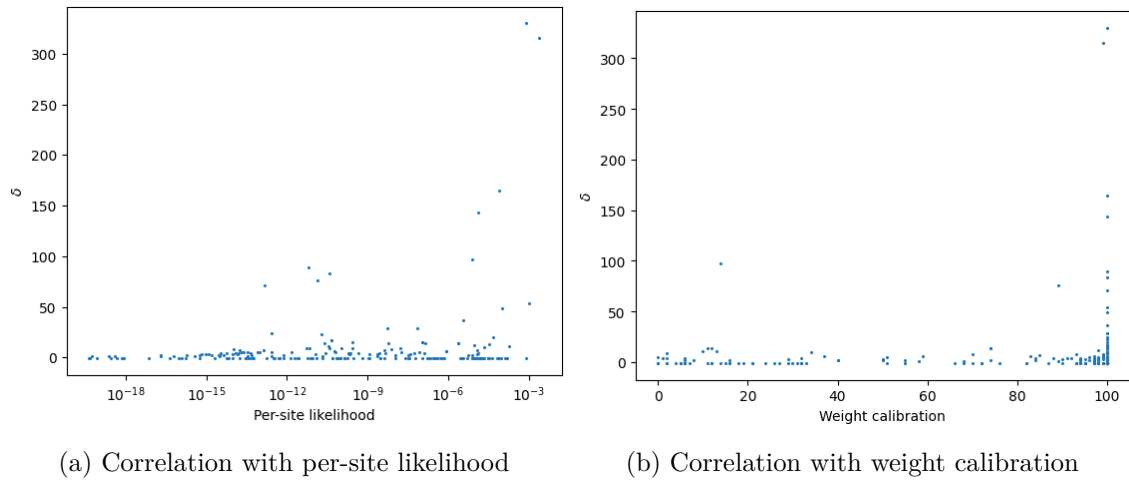 300
250
200
150
100
50
0
δ
10⁻¹⁸ 10⁻¹⁵ 10⁻¹² 10⁻⁹ 10⁻⁶ 10⁻³
Per-site likelihood
(a) Correlation with per-site likelihood
300
250
200
150
100
50
0
δ
0 20 40 60 80 100
Weight calibration
(b) Correlation with weight calibration